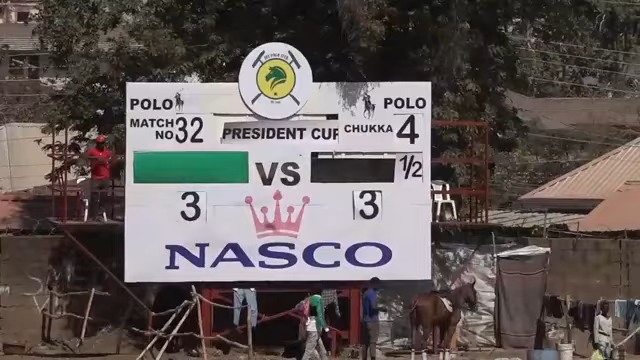 POLO
POLO
MATCH NO 32
PRESIDENT CUP
CHUKKA 4
VS
1/2
3
3
NASCO